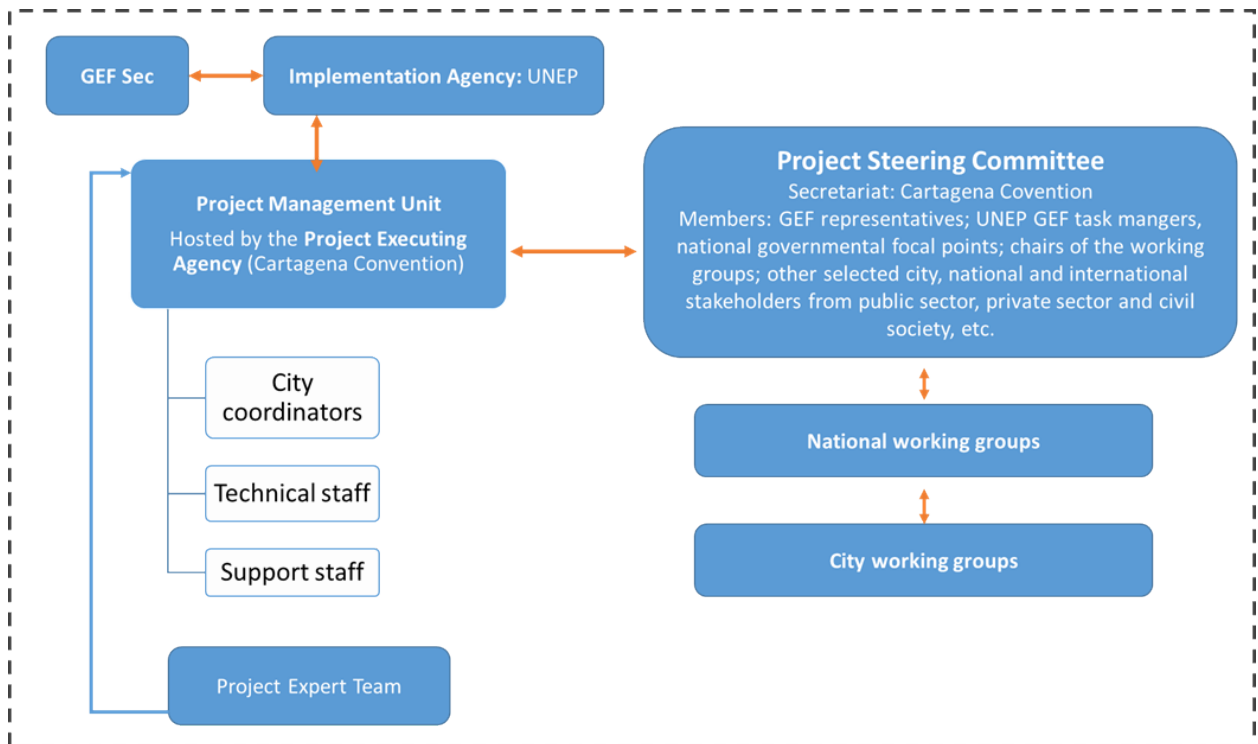 GEF Sec
Implementation Agency: UNEP
Project Management Unit
Hosted by the Project Executing
Agency (Cartagena Convention)
Project Steering Committee
Secretariat: Cartagena Covention
Members: GEF representatives; UNEP GEF task mangers,
national governmental focal points; chairs of the working
groups; other selected city, national and international
stakeholders from public sector, private sector and civil
society, etc.
City
coordinators
Technical staff
Support staff
National working groups
City working groups
Project Expert Team